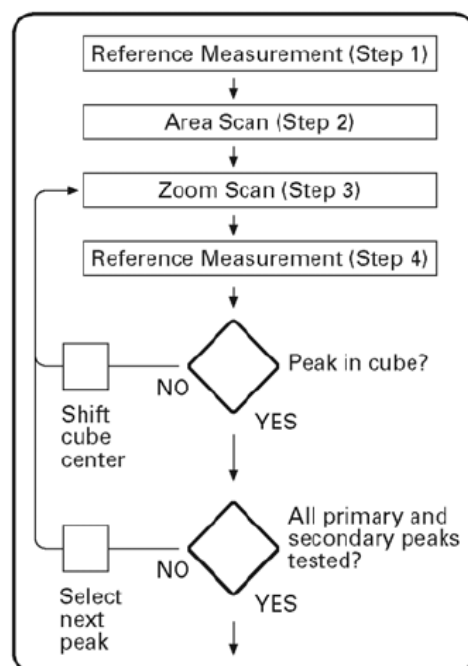 Reference Measurement (Step 1)
Area Scan (Step 2)
Zoom Scan (Step 3)
Reference Measurement (Step 4)
Peak in cube?
NO
Shift
cube
center
YES
All primary and
secondary peaks
tested?
NO
Select
next
peak
YES